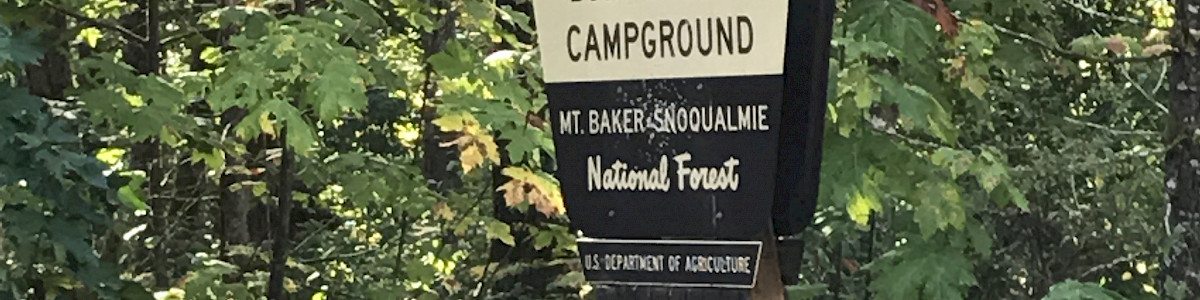 CAMPGROUND
MT. BAKER-SNOQUALMIE
National Forest
U.S. DEPARTMENT OF AGRICULTURE